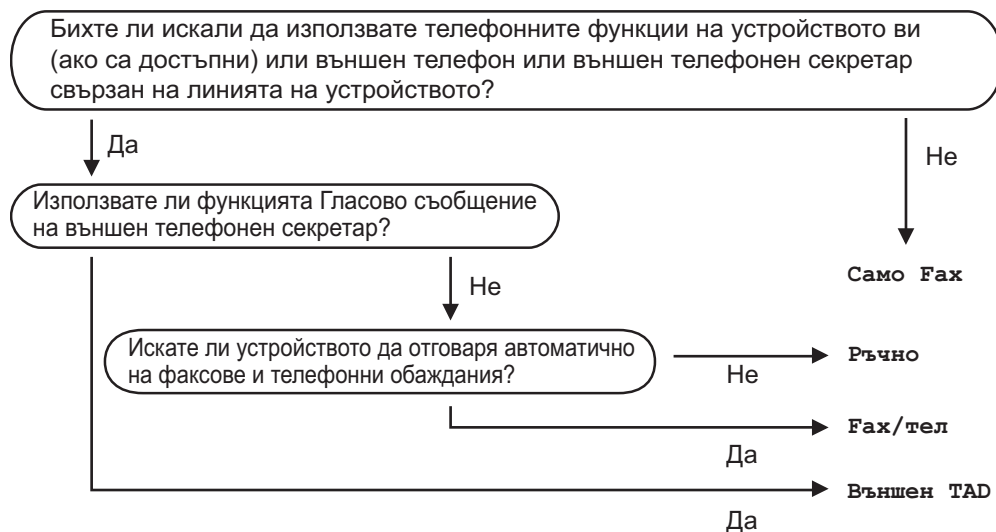 Бихте ли искали да използвате телефонните функции на устройството ви
(ако са достъпни) или външен телефон или външен телефонен секретар
свързан на линията на устройството?
Да
Не
Използвате ли функцията Гласово съобщение
на външен телефонен секретар?
Само Fax
Не
Искате ли устройството да отговаря автоматично
на факсове и телефонни обаждания?
Ръчно
Не
Fax/тел
Да
Външен TAD
Да